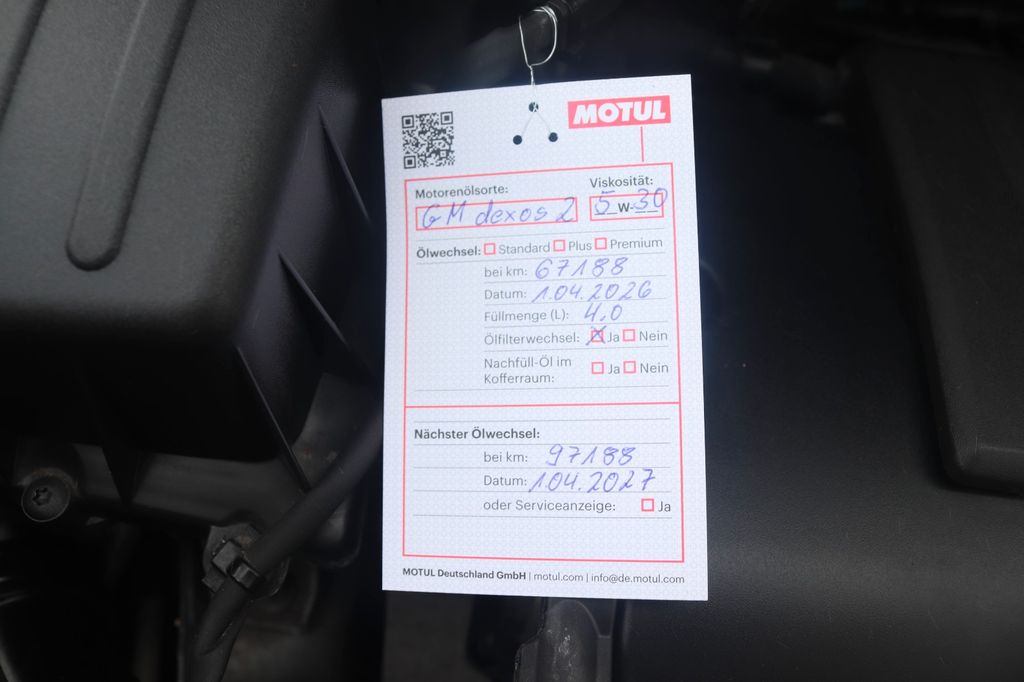 MOTUL
Motorenölsorte: Viskosität:
GM dexos 2 5 W-30
Ölwechsel: Standard Plus Premium
bei km: 67188
Datum: 1.04.2026
Füllmenge (L): 4,0
Ölfilterwechsel: X Ja Nein
Nachfüll-Öl im
Kofferraum: Ja Nein
Nächster Ölwechsel:
bei km: 97188
Datum: 1.04.2027
oder Serviceanzeige: Ja
MOTUL Deutschland GmbH | motul.com | info@de.motul.com